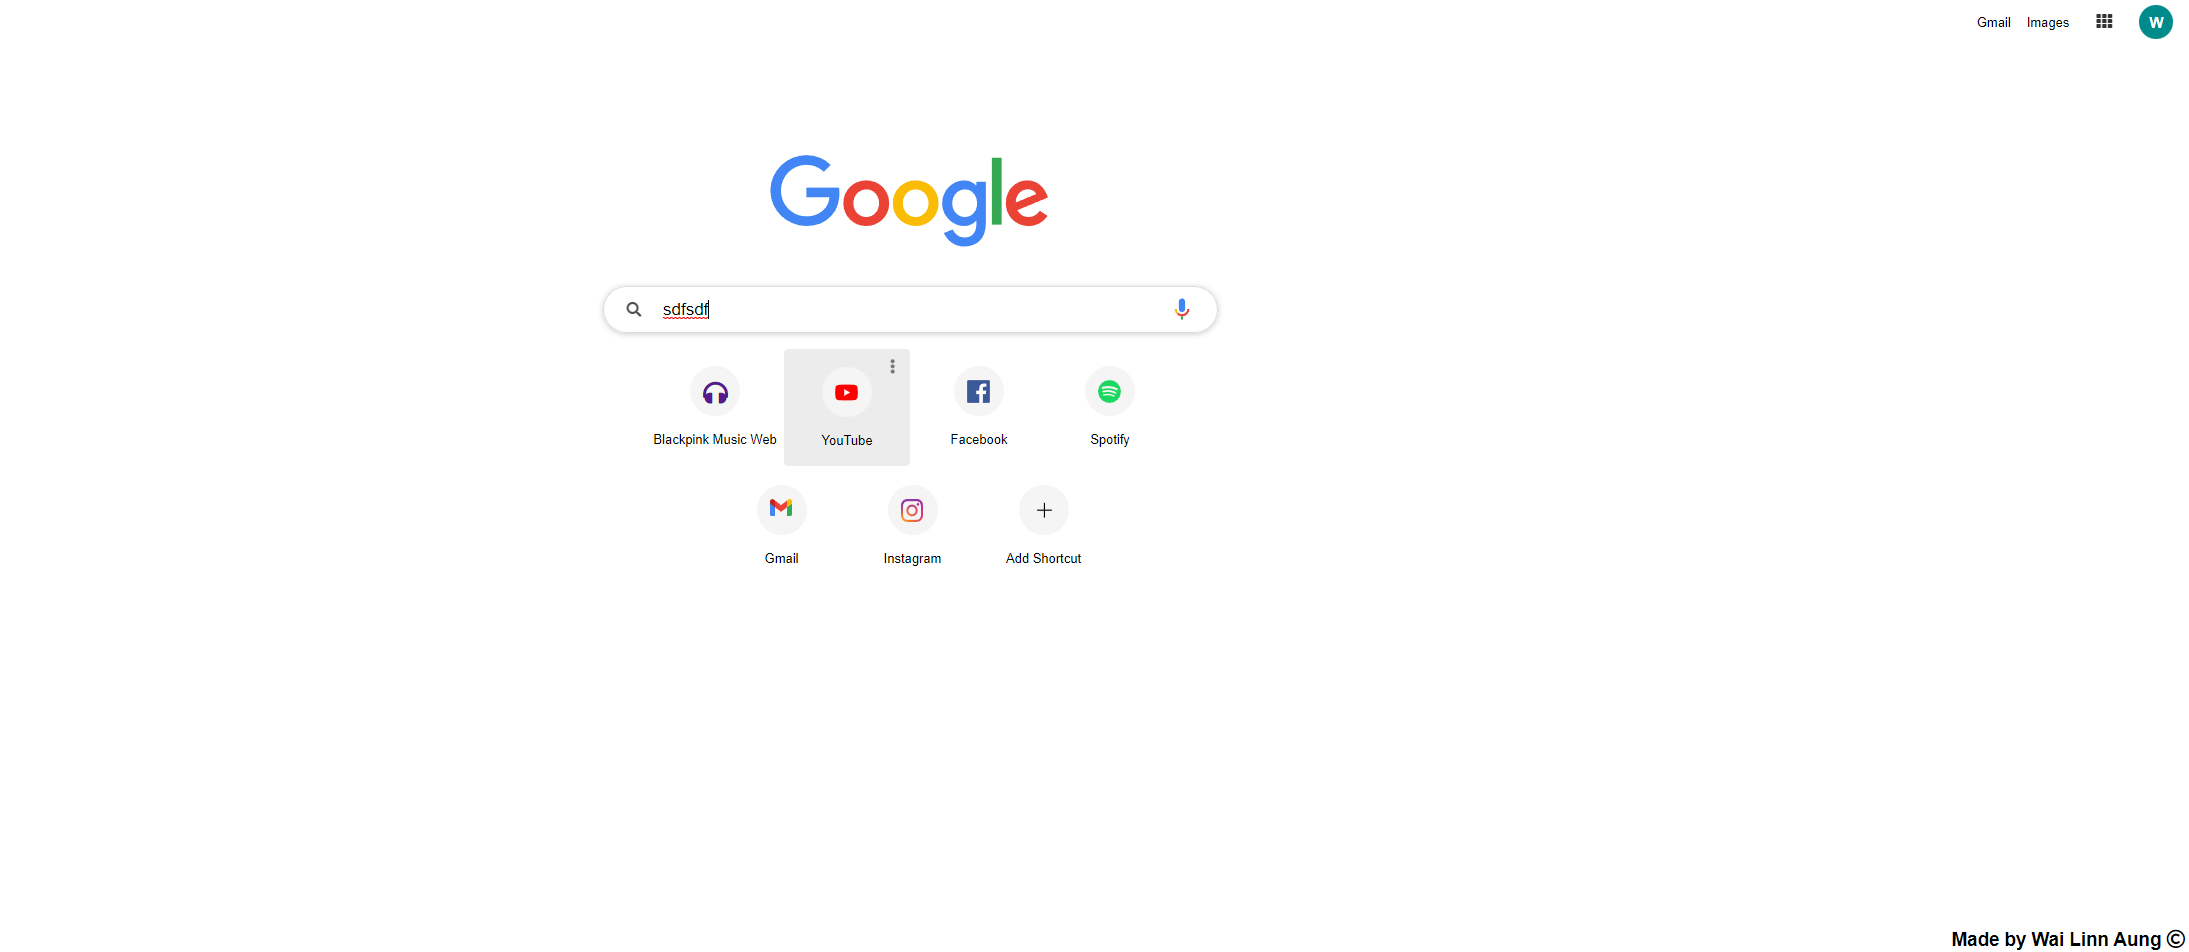 Gmail Images W
Google
sdfsdf
Blackpink Music Web YouTube Facebook Spotify
Gmail Instagram Add Shortcut
Made by Wai Linn Aung ©